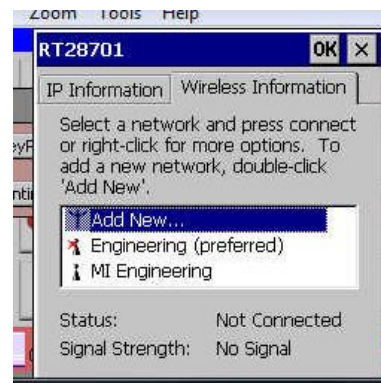 Zoom Tools Help
RT28701 OK ×
IP Information Wireless Information
Select a network and press connect
or right-click for more options. To
add a new network, double-click
'Add New'.
Add New...
Engineering (preferred)
MI Engineering
Status: Not Connected
Signal Strength: No Signal